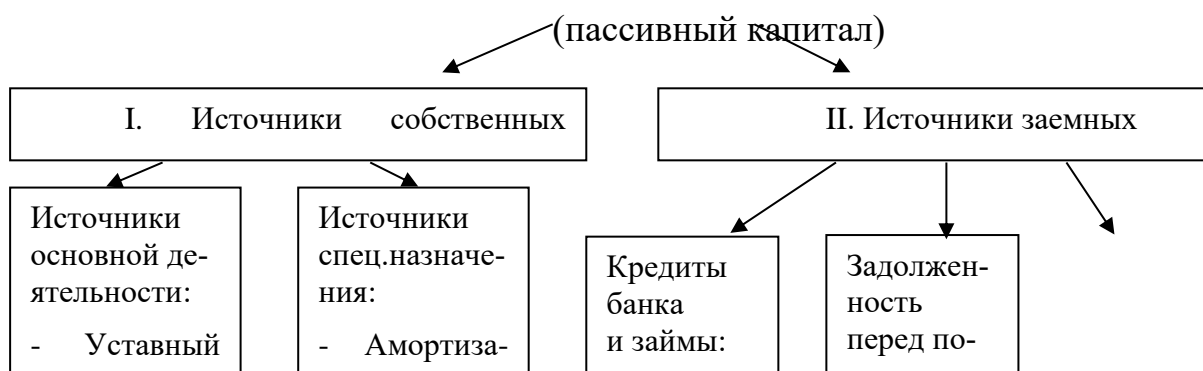 (пассивный капитал)
I. Источники собственных
II. Источники заемных
Источники
основной де-
ятельности:
- Уставный
Источники
спец.назначе-
ния:
- Амортиза-
Кредиты
банка
и займы:
Задолжен-
ность
перед по-